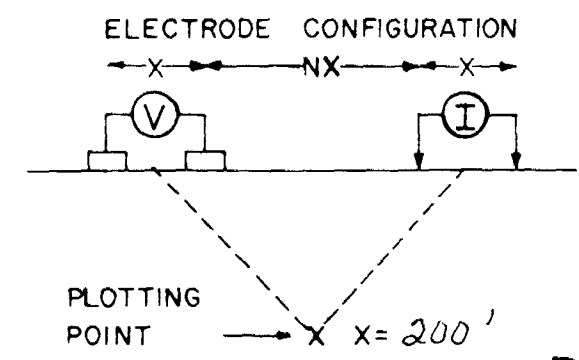 ELECTRODE CONFIGURATION
X NX X
V I
PLOTTING
POINT X X = 200'